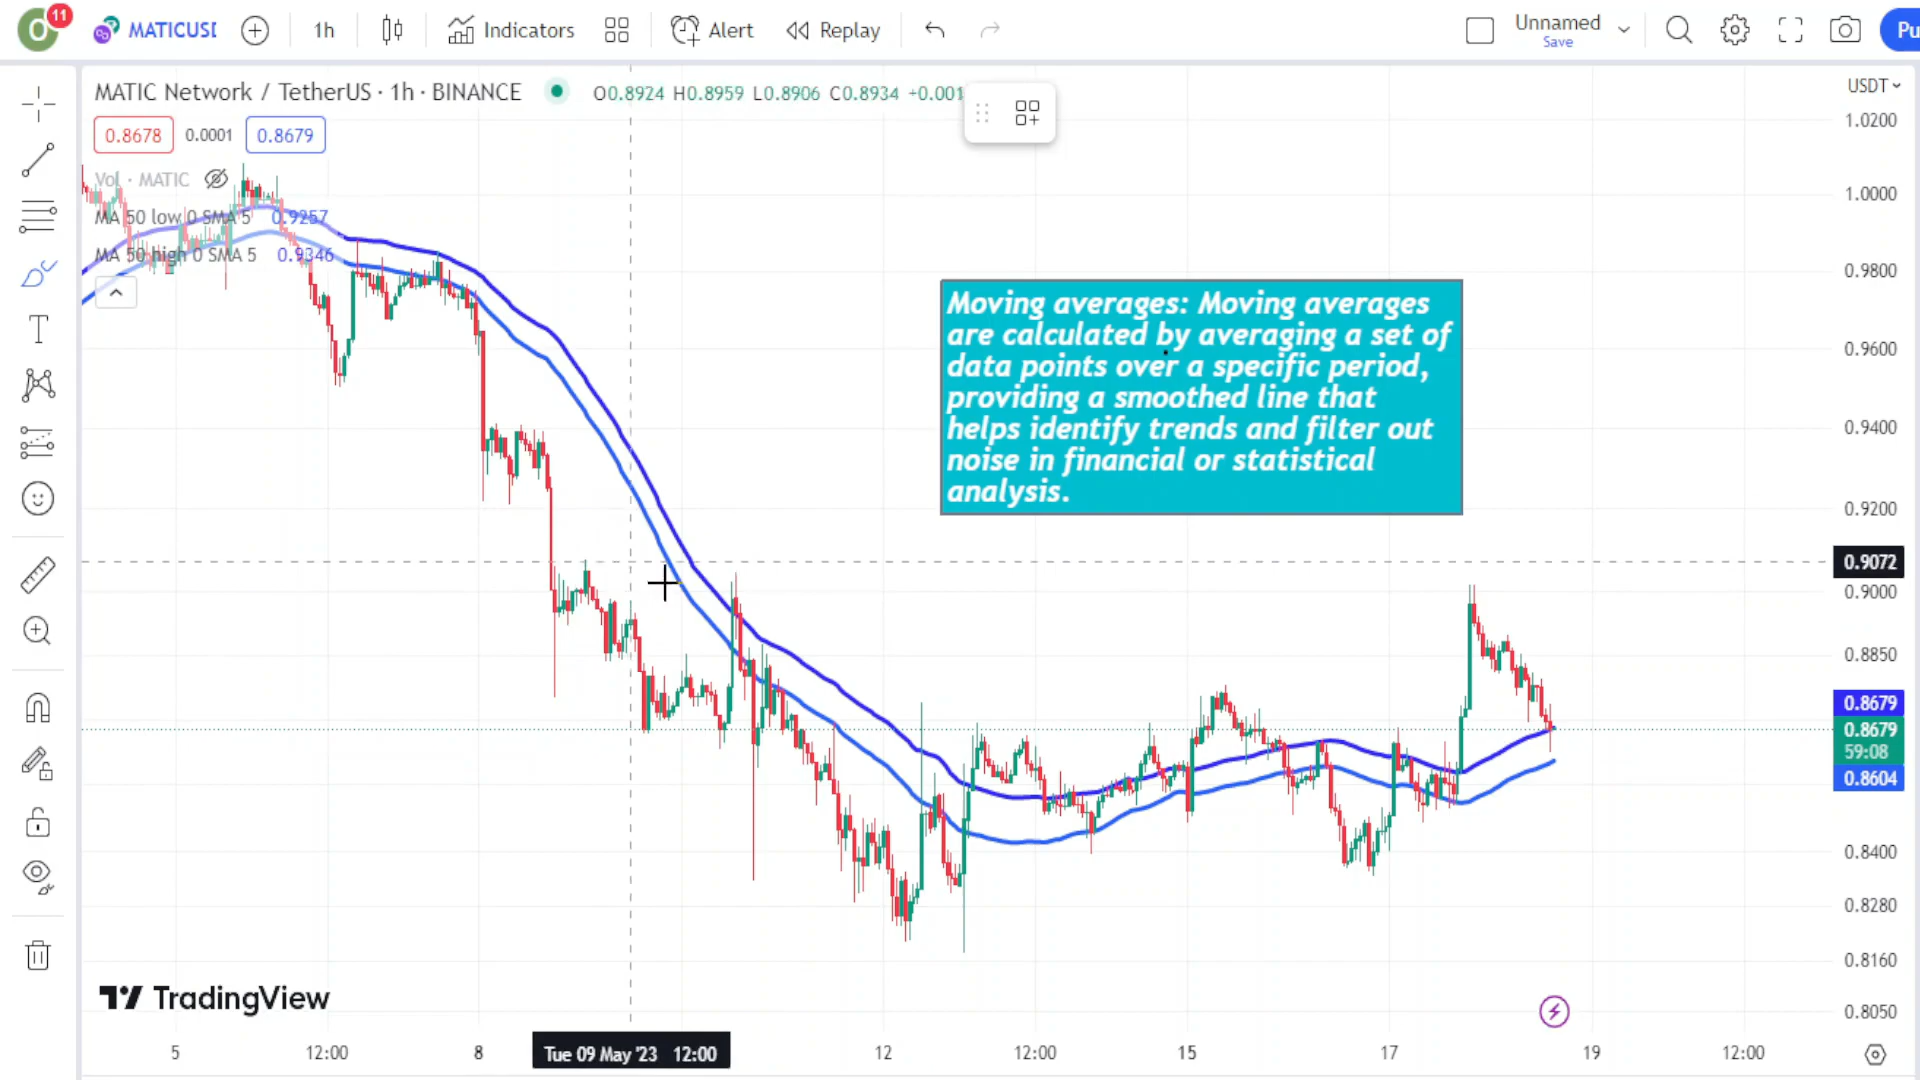 O
11
MATICUSI
1h
Indicators
Alert
Replay
Unnamed
Save
Pu
MATIC Network / TetherUS · 1h · BINANCE
O0.8924 H0.8959 L0.8906 C0.8934 +0.001
USDT
0.8678
0.0001
0.8679
Vol · MATIC
MA 50 low 0 SMA 5 0.9257
MA 50 high 0 SMA 5 0.9346
Moving averages: Moving averages
are calculated by averaging a set of
data points over a specific period,
providing a smoothed line that
helps identify trends and filter out
noise in financial or statistical
analysis.
1.0200
1.0000
0.9800
0.9600
0.9400
0.9200
0.9072
0.9000
0.8850
0.8679
0.8679
59:08
0.8604
0.8400
0.8280
0.8160
0.8050
TradingView
5
12:00
8
Tue 09 May '23 12:00
12
12:00
15
17
19
12:00